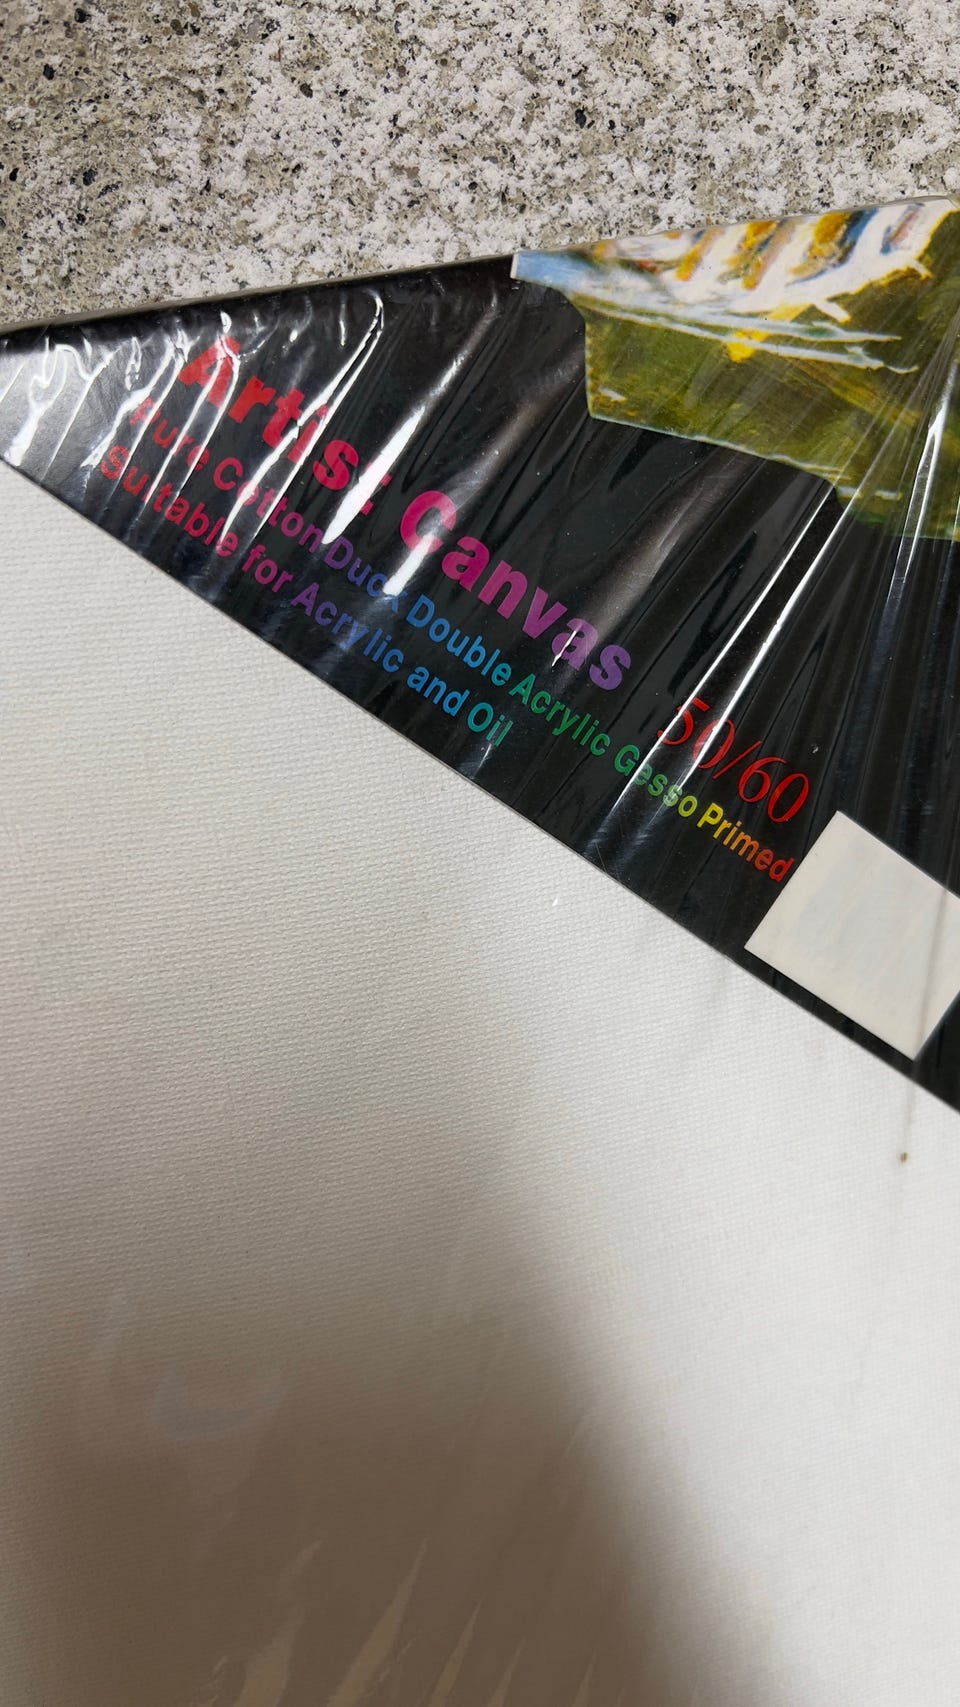 Artist Canvas
Pure Cotton Duck Double Acrylic Gesso Primed
Suitable for Acrylic and Oil
50/60